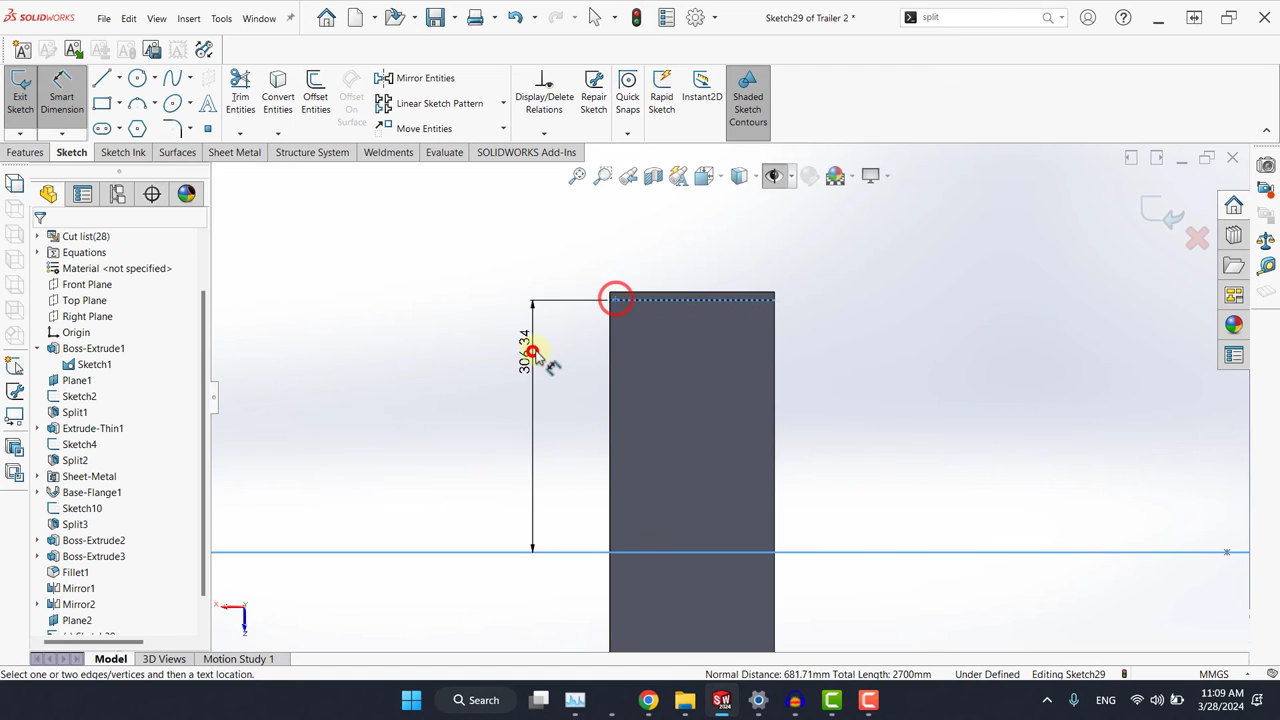 SOLIDWORKS
File Edit View Insert Tools Window
Sketch29 of Trailer 2 *
split
Exit Sketch
Smart Dimension
Trim Entities
Convert Entities
Offset Entities
Offset On Surface
Mirror Entities
Linear Sketch Pattern
Move Entities
Display/Delete Relations
Repair Sketch
Quick Snaps
Rapid Sketch
Instant2D
Shaded Sketch Contours
Features Sketch Sketch Ink Surfaces Sheet Metal Structure System Weldments Evaluate SOLIDWORKS Add-Ins
Cut list(28)
Equations
Material <not specified>
Front Plane
Top Plane
Right Plane
Origin
Boss-Extrude1
Sketch1
Plane1
Sketch2
Split1
Extrude-Thin1
Sketch4
Split2
Sheet-Metal
Base-Flange1
Sketch10
Split3
Boss-Extrude2
Boss-Extrude3
Fillet1
Mirror1
Mirror2
Plane2
306.34
Model 3D Views Motion Study 1
Select one or two edges/vertices and then a text location.
Normal Distance: 681.71mm Total Length: 2700mm Under Defined Editing Sketch29 MMGS
Search
ENG
11:09 AM
3/28/2024